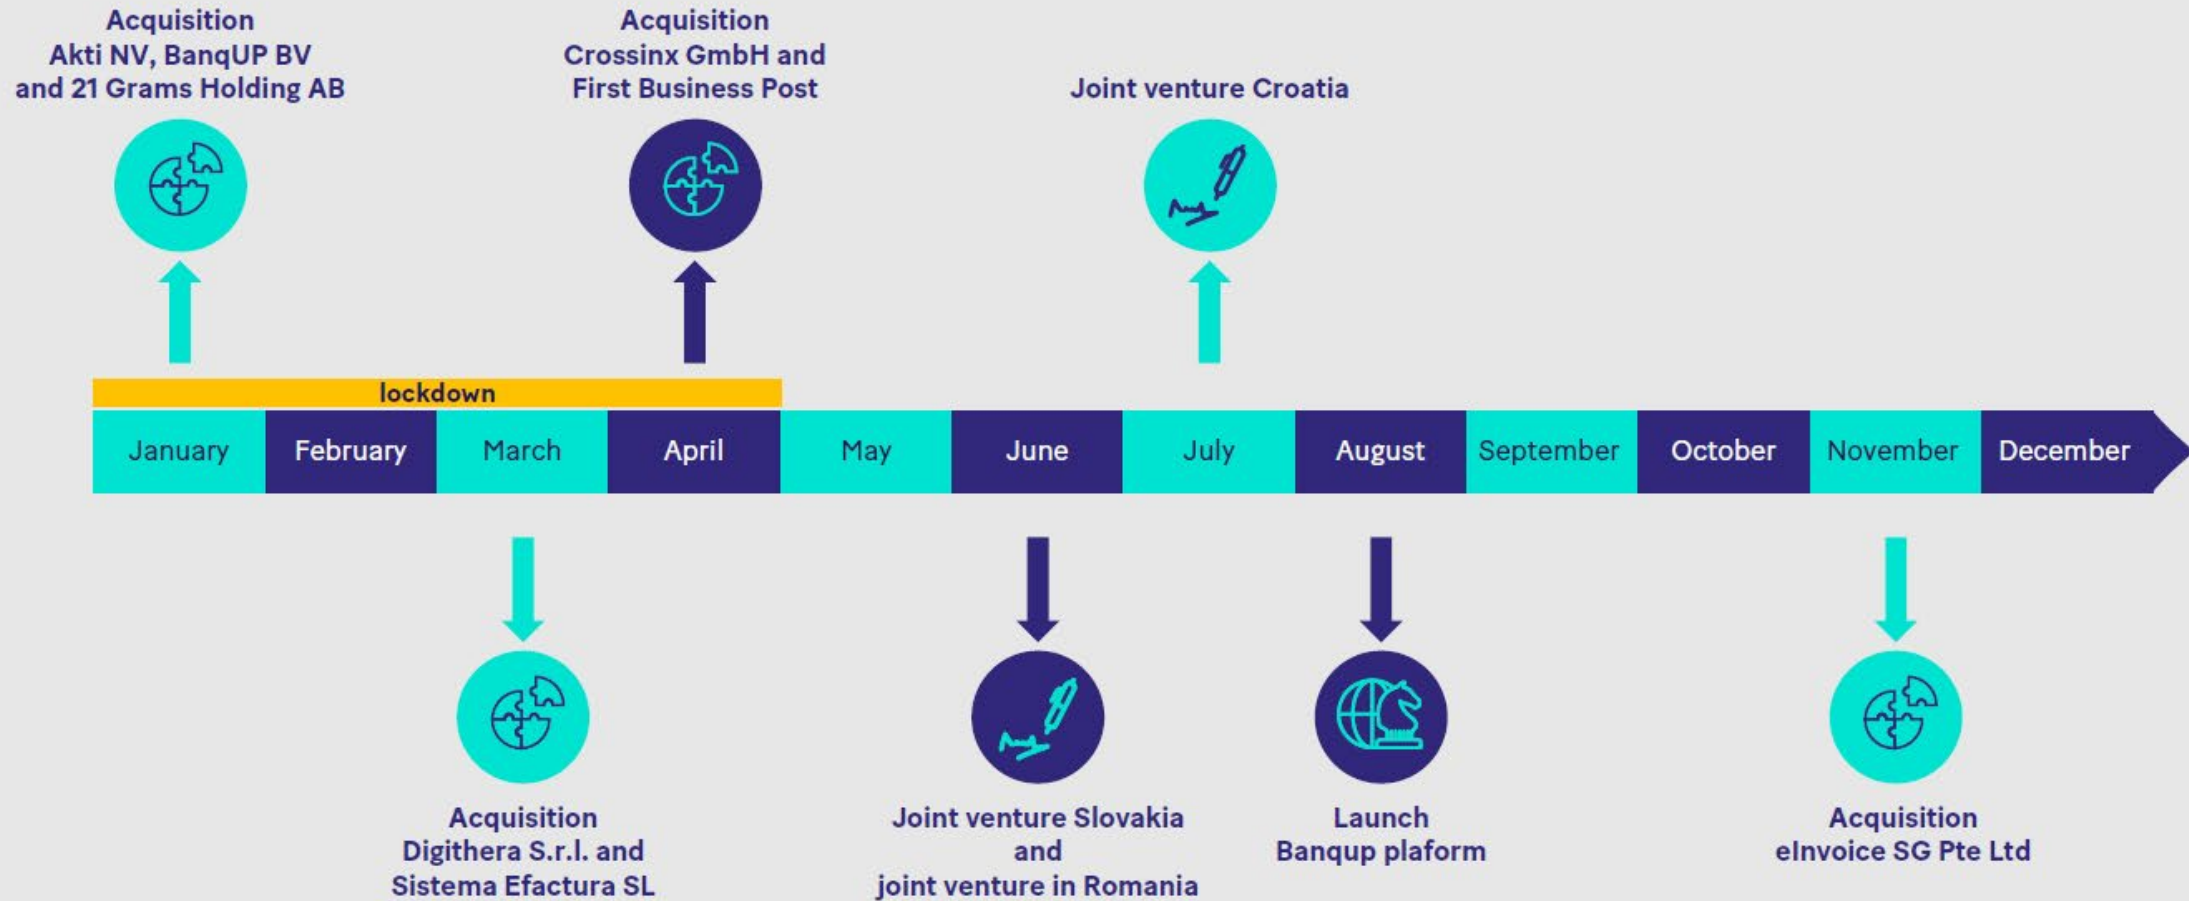 Acquisition
Akti NV, BanqUP BV
and 21 Grams Holding AB
Acquisition
Crossinx GmbH and
First Business Post
Joint venture Croatia
lockdown
January
February
March
April
May
June
July
August
September
October
November
December
Acquisition
Digithera S.r.l. and
Sistema Efactura SL
Joint venture Slovakia
and
joint venture in Romania
Launch
Banqup plaform
Acquisition
eInvoice SG Pte Ltd